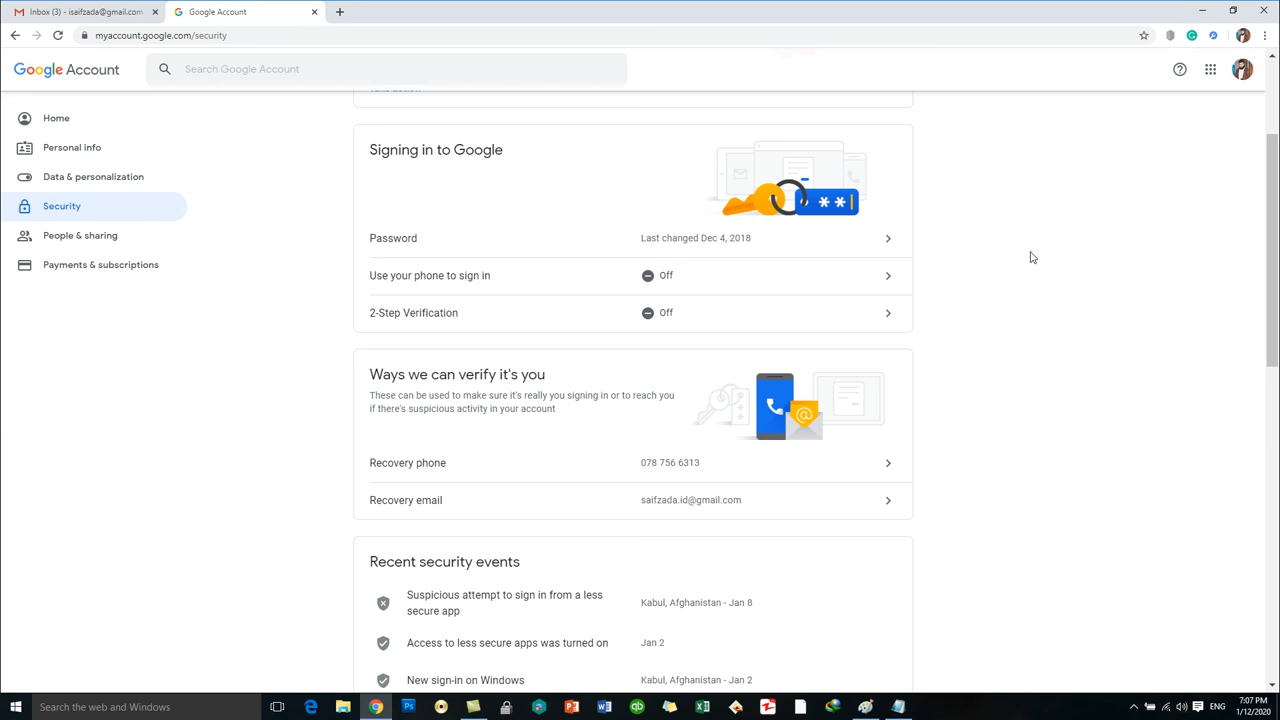 Inbox (3) - isaifzada@gmail.com
Google Account
myaccount.google.com/security
Google Account
Search Google Account
Home
Personal info
Data & personalization
Security
People & sharing
Payments & subscriptions
Signing in to Google
Password Last changed Dec 4, 2018
Use your phone to sign in Off
2-Step Verification Off
Ways we can verify it's you
These can be used to make sure it's really you signing in or to reach you
if there's suspicious activity in your account
Recovery phone 078 756 6313
Recovery email saifzada.id@gmail.com
Recent security events
Suspicious attempt to sign in from a less
secure app
Kabul, Afghanistan - Jan 8
Access to less secure apps was turned on Jan 2
New sign-in on Windows Kabul, Afghanistan - Jan 2
Search the web and Windows
ENG
7:07 PM
1/12/2020